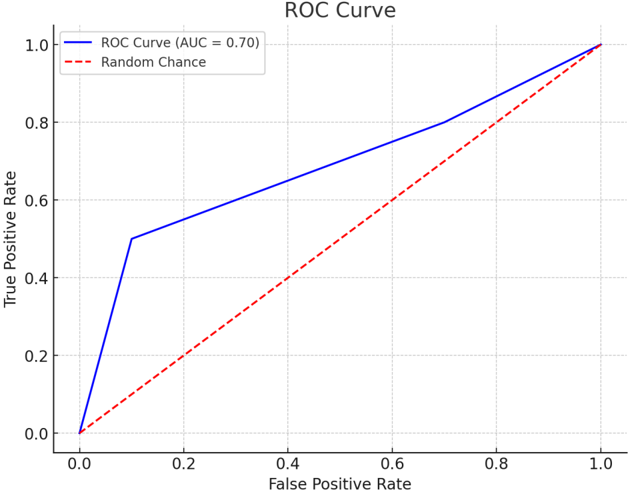 ROC Curve
ROC Curve (AUC = 0.70)
Random Chance
True Positive Rate
1.0
0.8
0.6
0.4
0.2
0.0
0.0 0.2 0.4 0.6 0.8 1.0
False Positive Rate